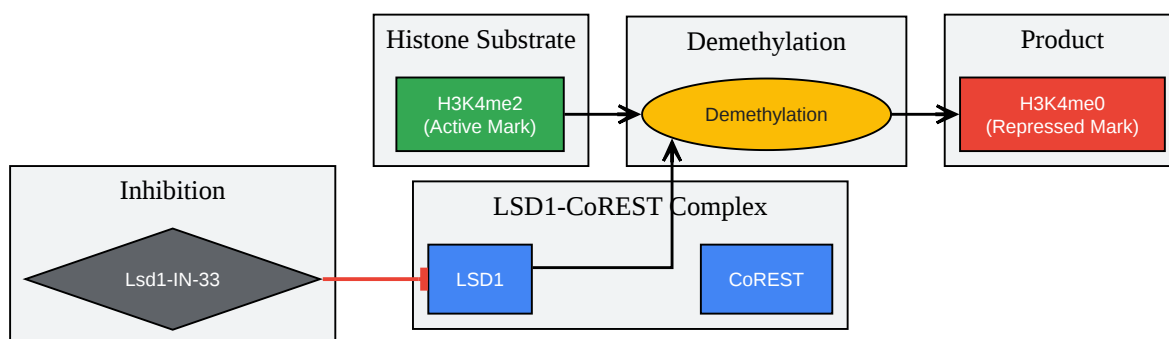 Histone Substrate
Demethylation
Product
H3K4me2
(Active Mark)
Demethylation
H3K4me0
(Repressed Mark)
Inhibition
LSD1-CoREST Complex
Lsd1-IN-33
LSD1
CoREST